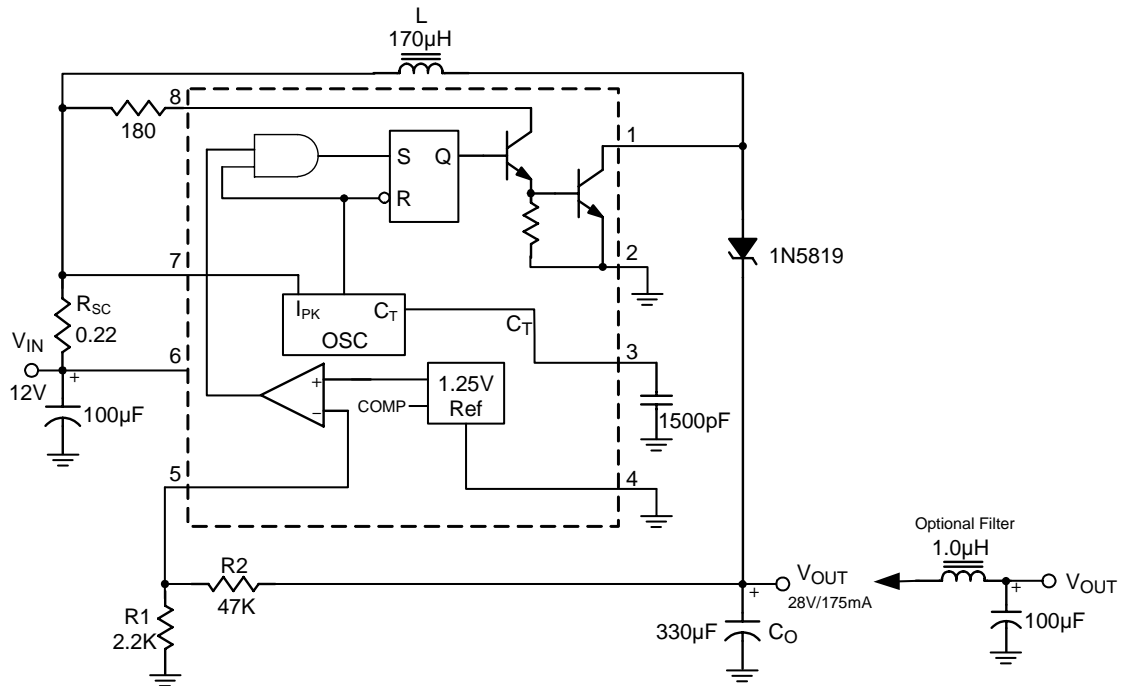 L
170µH
8
180
1
S
Q
R
2
1N5819
7
I_PK
C_T
OSC
C_T
R_SC
0.22
V_IN
12V
+
6
3
100µF
+
−
1.25V
Ref
COMP
1500pF
5
4
Optional Filter
1.0µH
R2
47K
+
V_OUT
28V/175mA
+
V_OUT
R1
2.2K
330µF
C_O
100µF